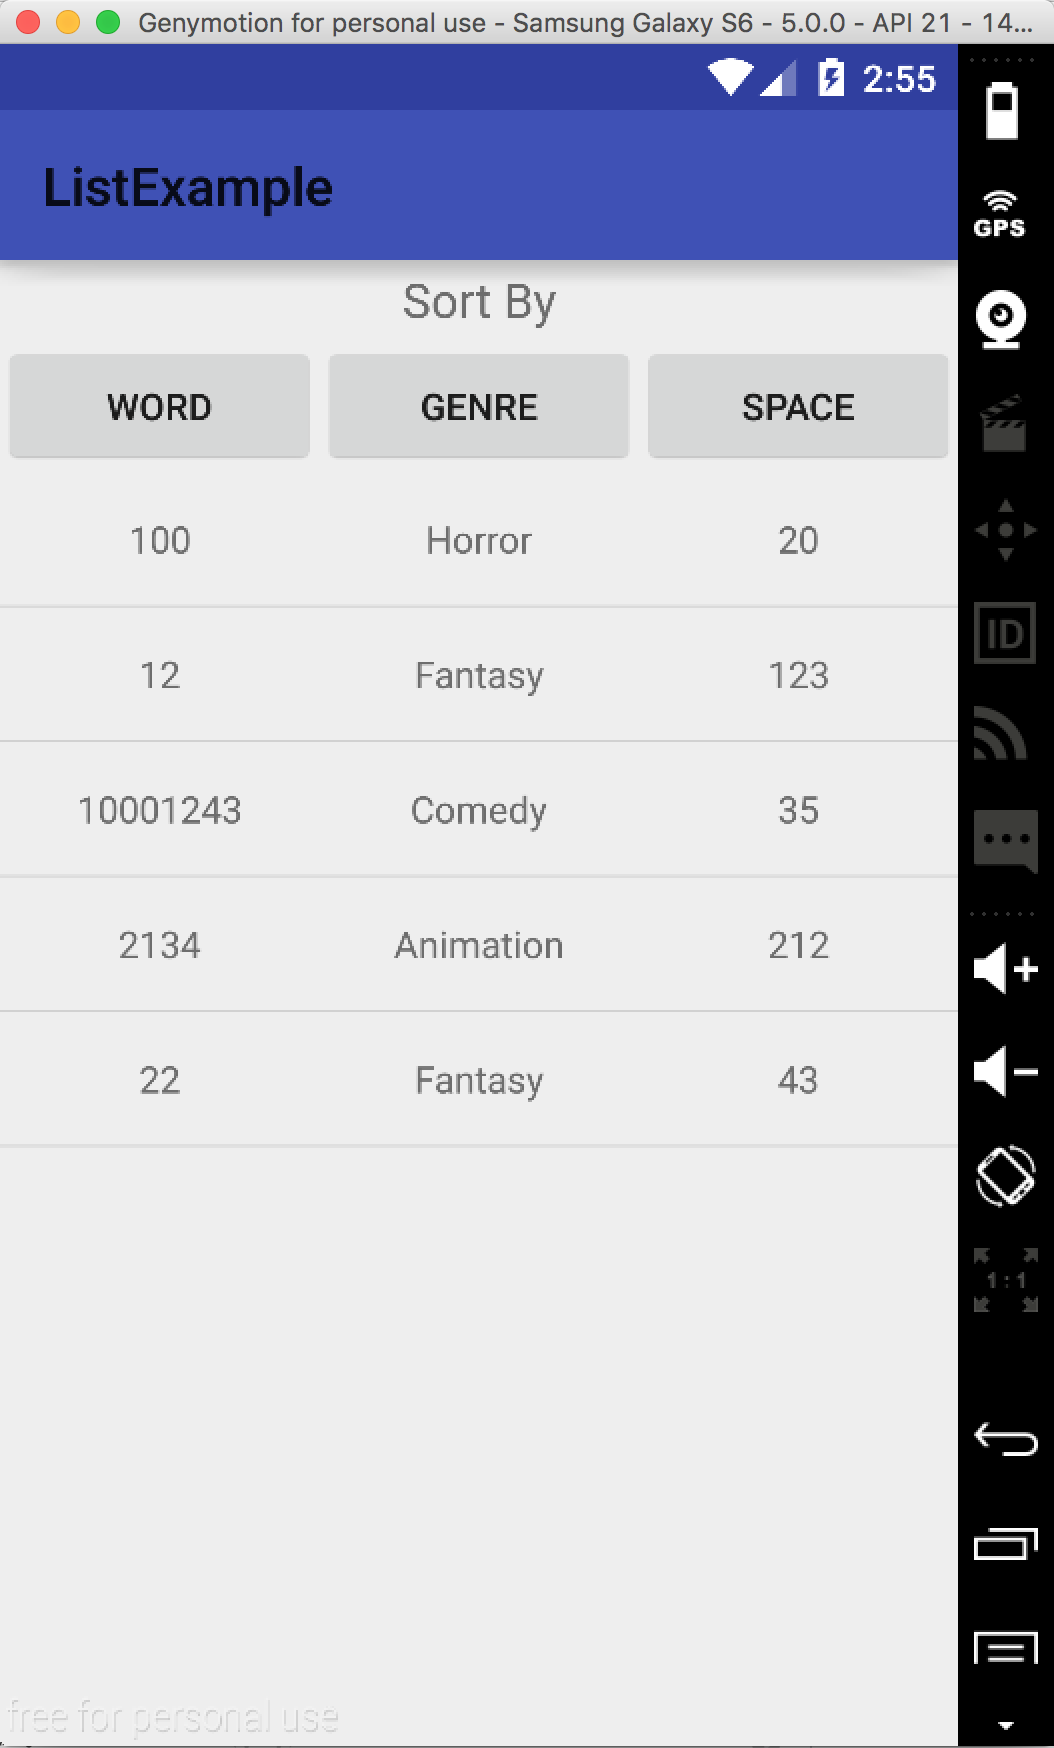 Genymotion for personal use - Samsung Galaxy S6 - 5.0.0 - API 21 - 14...
2:55
ListExample
GPS
Sort By
WORD GENRE SPACE
100 Horror 20
ID
12 Fantasy 123
10001243 Comedy 35
2134 Animation 212
22 Fantasy 43
1:1
free for personal use